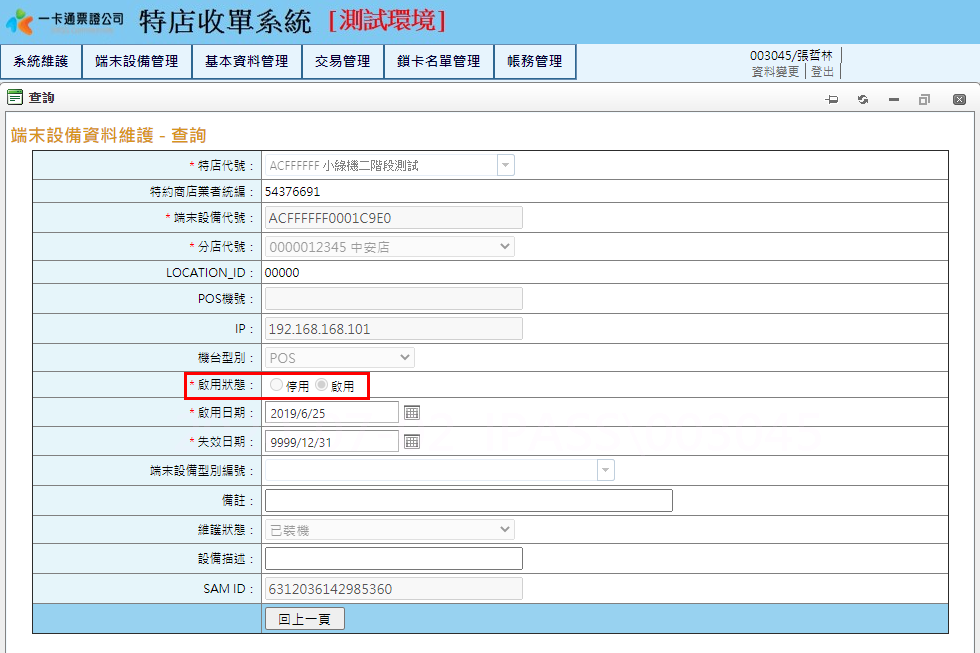 一卡通票證公司 特店收單系統 [測試環境]
系統維護 端末設備管理 基本資料管理 交易管理 鎖卡名單管理 帳務管理
003045/張哲林
資料變更 登出
查詢
端末設備資料維護 - 查詢
* 特店代號： ACFFFFFF 小綠機二階段測試
特約商店業者統編： 54376691
* 端末設備代號： ACFFFFFF0001C9E0
* 分店代號： 0000012345 中安店
LOCATION_ID： 00000
POS機號：
IP： 192.168.168.101
機台型別： POS
* 啟用狀態： 停用 啟用
* 啟用日期： 2019/6/25
* 失效日期： 9999/12/31
端末設備型別編號：
備註：
維護狀態： 已裝機
設備描述：
SAM ID： 6312036142985360
回上一頁